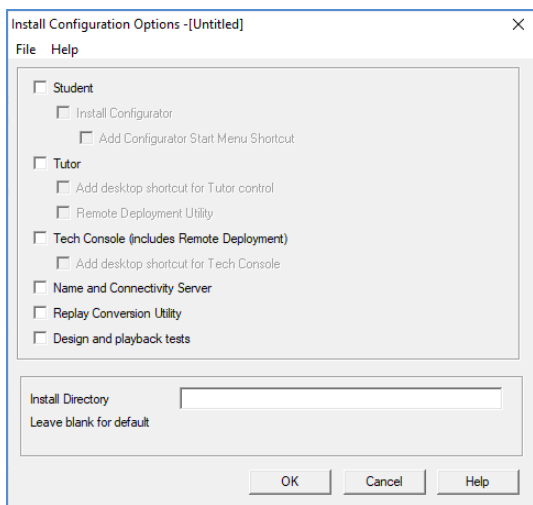 Install Configuration Options -[Untitled]
File Help
Student
Install Configurator
Add Configurator Start Menu Shortcut
Tutor
Add desktop shortcut for Tutor control
Remote Deployment Utility
Tech Console (includes Remote Deployment)
Add desktop shortcut for Tech Console
Name and Connectivity Server
Replay Conversion Utility
Design and playback tests
Install Directory
Leave blank for default
OK Cancel Help